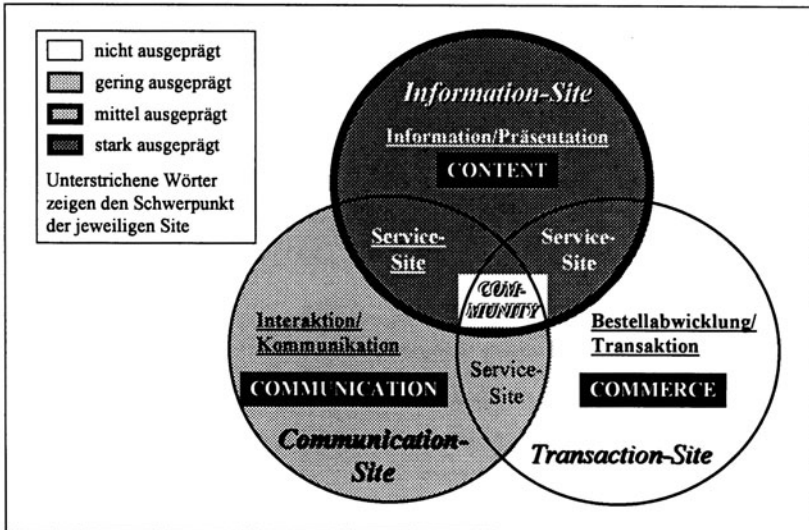 nicht ausgeprägt
gering ausgeprägt
mittel ausgeprägt
stark ausgeprägt
Unterstrichene Wörter
zeigen den Schwerpunkt
der jeweiligen Site
Information-Site
Information/Präsentation
CONTENT
Service-
Site
Service-
Site
COM-
MUNITY
Interaktion/
Kommunikation
COMMUNICATION
Communication-
Site
Service-
Site
Bestellabwicklung/
Transaktion
COMMERCE
Transaction-Site